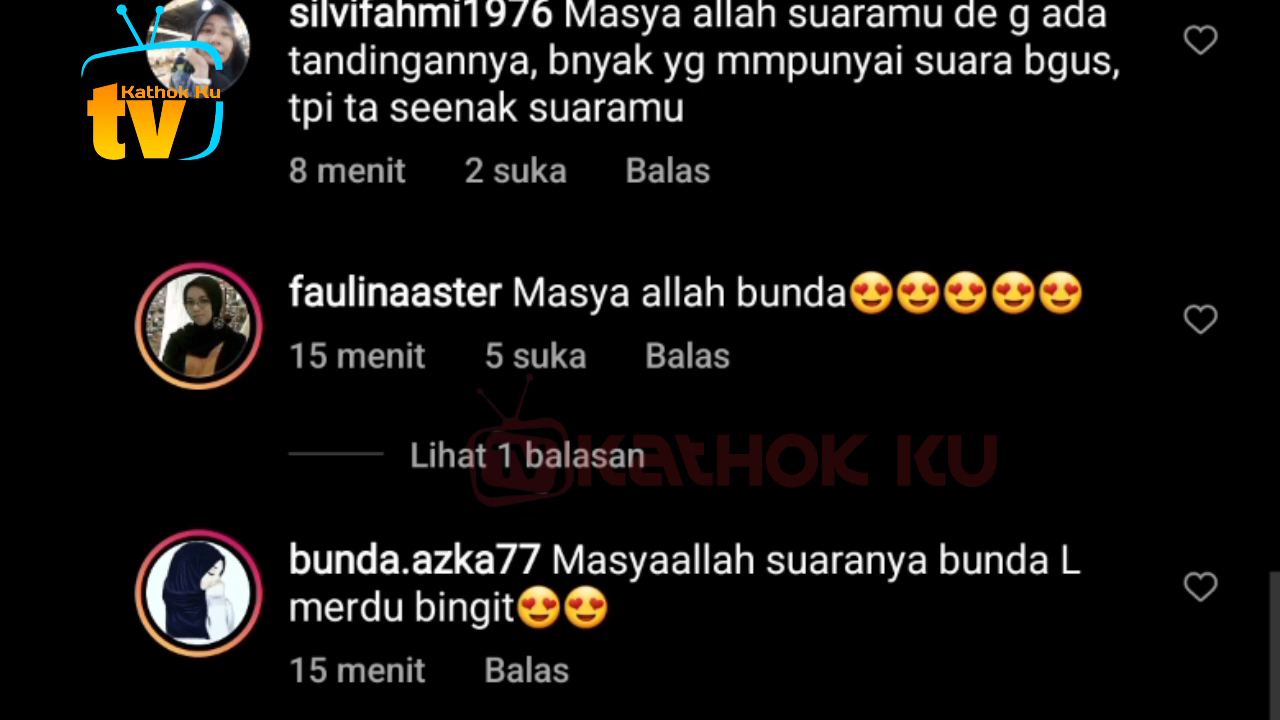 silvifahmi1976 Masya allah suaramu de g ada
tandingannya, bnyak yg mmpunyai suara bgus,
tpi ta seenak suaramu
8 menit 2 suka Balas
Kathok Ku
tv
faulinaaster Masya allah bunda😍😍😍😍😍
15 menit 5 suka Balas
Lihat 1 balasan
tv KATHOK KU
bunda.azka77 Masyaallah suaranya bunda L
merdu bingit😍😍
15 menit Balas